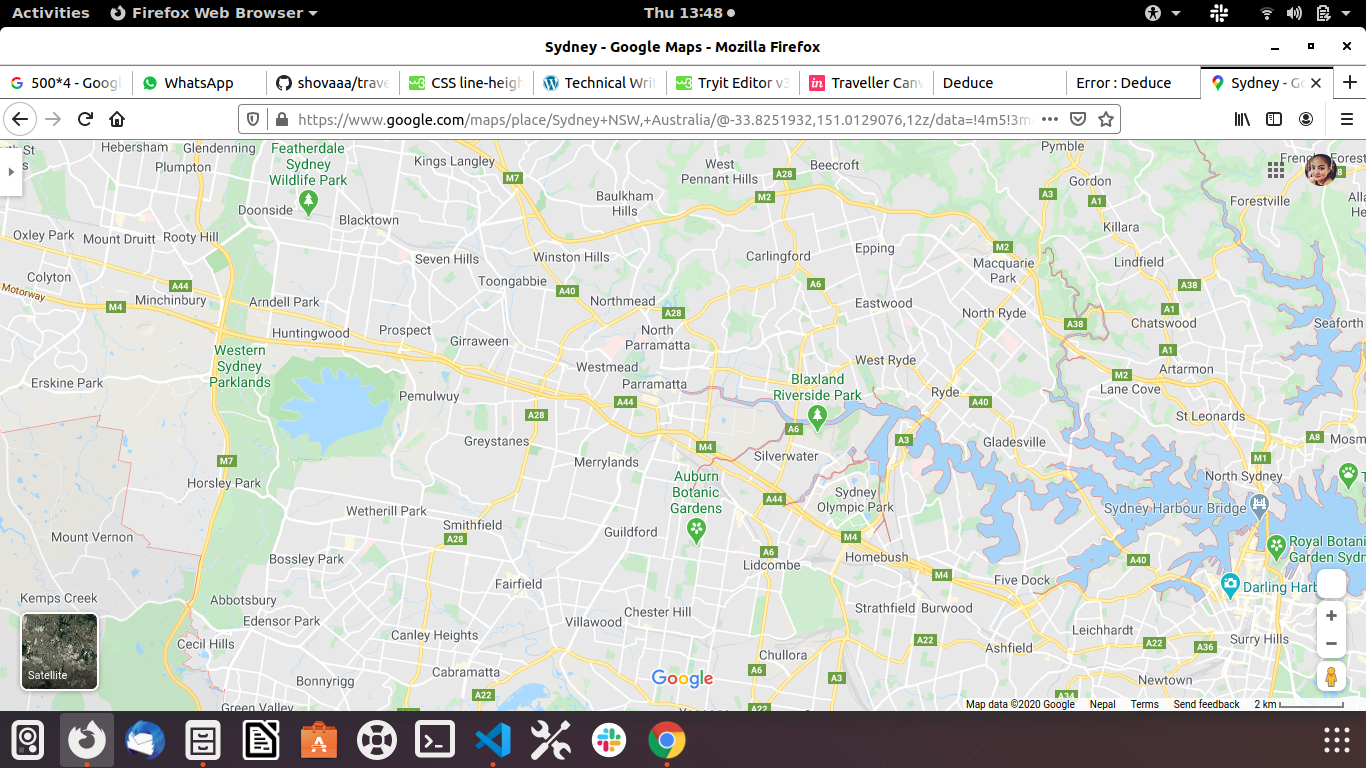 Activities
Firefox Web Browser
Thu 13:48
Sydney - Google Maps - Mozilla Firefox
500*4 - Googl
WhatsApp
shovaaa/trave
CSS line-heigh
Technical Writ
Tryit Editor v3
Traveller Canv
Deduce
Error : Deduce
Sydney - Go
https://www.google.com/maps/place/Sydney+NSW,+Australia/@-33.8251932,151.0129076,12z/data=!4m5!3m
Hebersham
Glendenning
Plumpton
Featherdale
Sydney
Wildlife Park
Kings Langley
M7
West
Pennant Hills
A28
Beecroft
Pymble
Gordon
A3
A1
Forestville
Doonside
Blacktown
Baulkham
Hills
M2
Killara
Oxley Park
Mount Druitt
Rooty Hill
Seven Hills
Winston Hills
Carlingford
Epping
M2
Macquarie
Park
Lindfield
Colyton
Motorway
M4
A44
Minchinbury
Arndell Park
Toongabbie
A40
Northmead
A28
A6
Eastwood
North Ryde
A38
A1
A38
Chatswood
Seaforth
Huntingwood
Prospect
Girraween
North
Parramatta
Western
Sydney
Parklands
Erskine Park
Pemulwuy
Westmead
Parramatta
West Ryde
Blaxland
Riverside Park
Ryde
A1
Artarmon
M2
Lane Cove
A28
A44
A6
A40
A3
St Leonards
Greystanes
M4
Gladesville
A8
Mosm
M1
M7
Merrylands
Silverwater
Horsley Park
Auburn
Botanic
Gardens
A44
Sydney
Olympic Park
North Sydney
Sydney Harbour Bridge
Wetherill Park
Smithfield
A28
Guildford
M4
Mount Vernon
Bossley Park
A6
Lidcombe
Homebush
A40
Royal Botani
Garden Sydn
M4
Five Dock
Darling Harb
Kemps Creek
Abbotsbury
Fairfield
Edensor Park
Chester Hill
Villawood
Strathfield
Burwood
Leichhardt
Cecil Hills
Canley Heights
A22
A22
A36
Surry Hills
Ashfield
Chullora
Satellite
Bonnyrigg
Cabramatta
A22
Google
A6
A3
Newtown
A34
Green Valley
A22
Map data ©2020 Google
Nepal
Terms
Send feedback
2 km